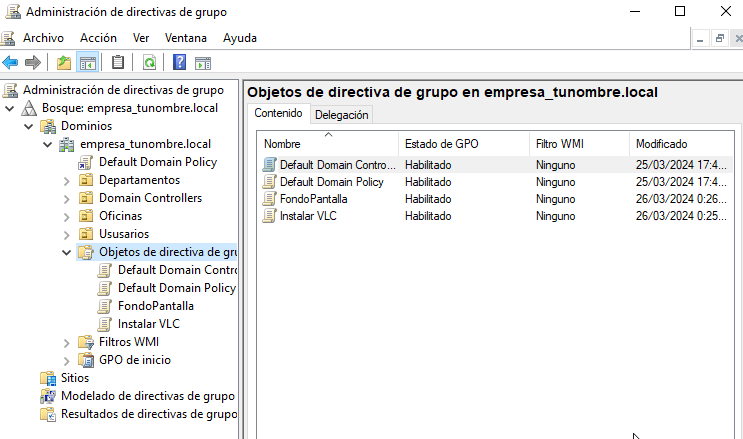 Administración de directivas de grupo
Archivo Acción Ver Ventana Ayuda
Administración de directivas de grupo
Bosque: empresa_tunombre.local
Dominios
empresa_tunombre.local
Default Domain Policy
Departamentos
Domain Controllers
Oficinas
Ususarios
Objetos de directiva de gru
Default Domain Contro
Default Domain Policy
FondoPantalla
Instalar VLC
Filtros WMI
GPO de inicio
Sitios
Modelado de directivas de grupo
Resultados de directivas de grupo
Objetos de directiva de grupo en empresa_tunombre.local
Contenido Delegación
Nombre Estado de GPO Filtro WMI Modificado
Default Domain Contro... Habilitado Ninguno 25/03/2024 17:4...
Default Domain Policy Habilitado Ninguno 25/03/2024 17:4...
FondoPantalla Habilitado Ninguno 26/03/2024 0:26...
Instalar VLC Habilitado Ninguno 26/03/2024 0:25...